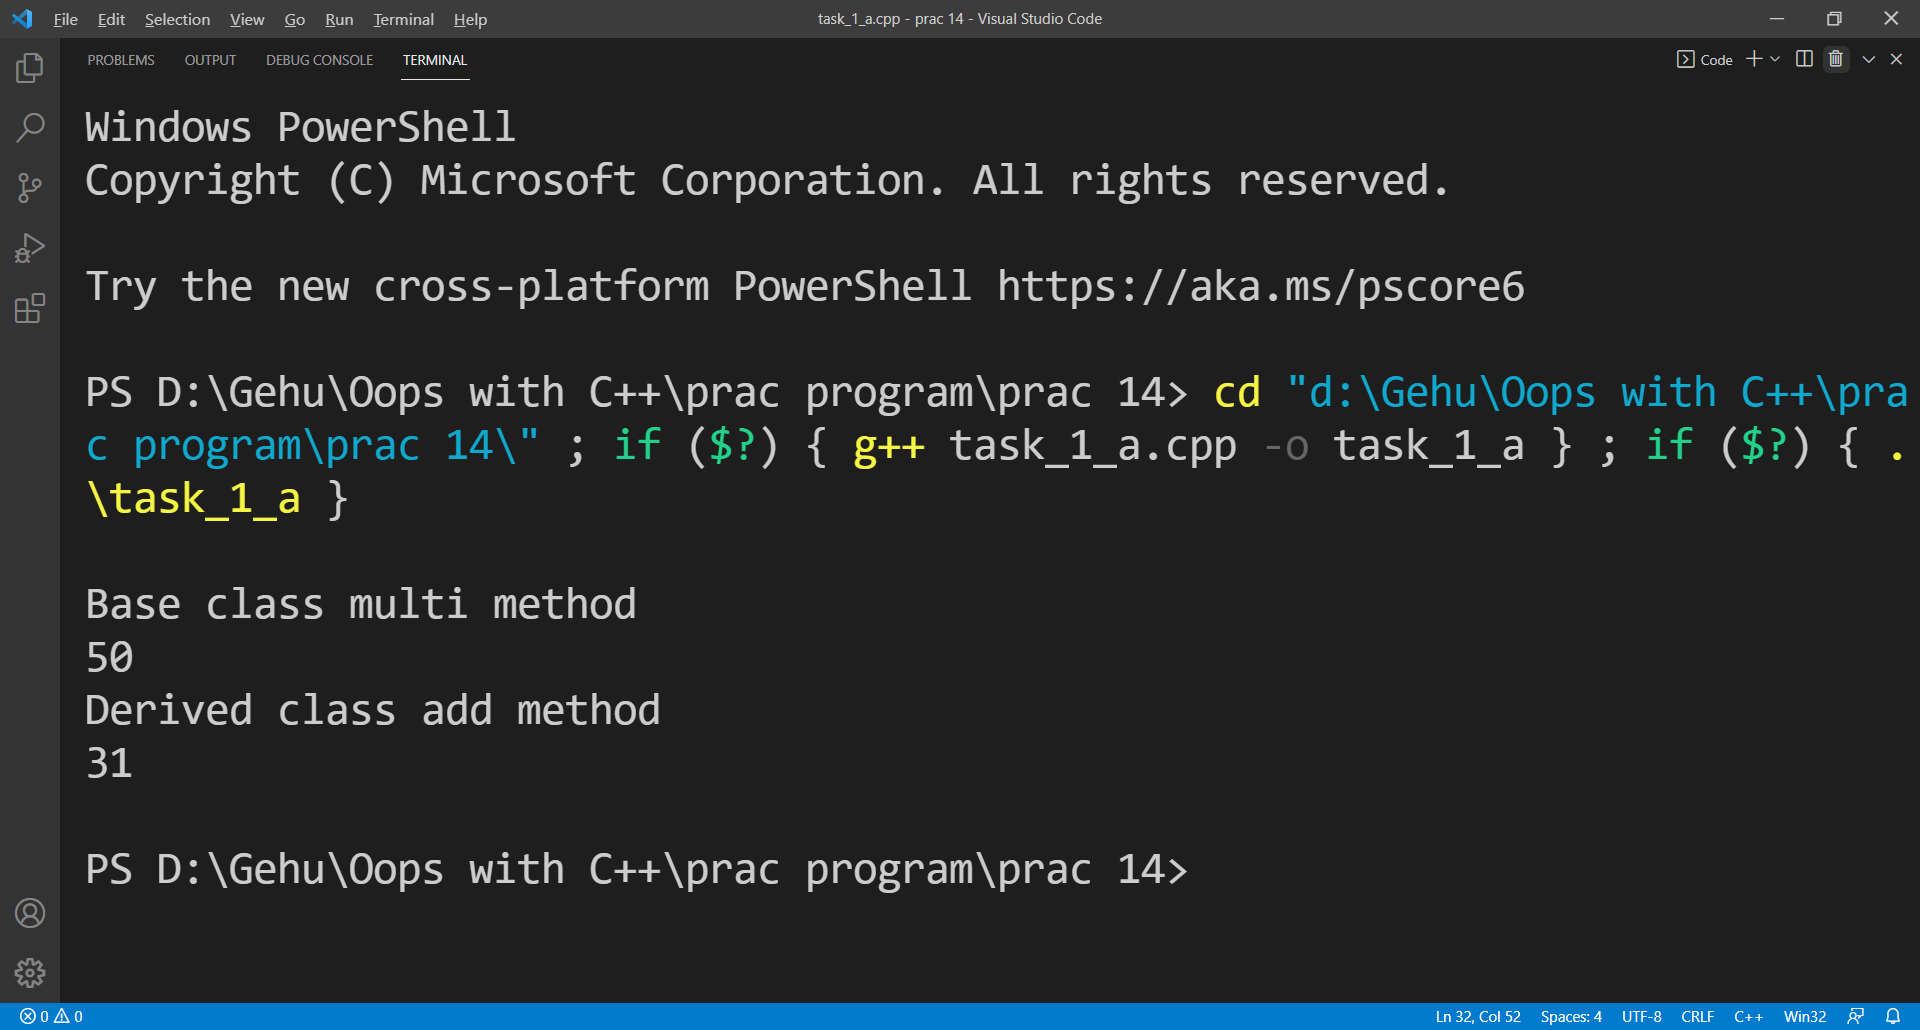 File Edit Selection View Go Run Terminal Help task_1_a.cpp - prac 14 - Visual Studio Code
PROBLEMS OUTPUT DEBUG CONSOLE TERMINAL Code
Windows PowerShell
Copyright (C) Microsoft Corporation. All rights reserved.
Try the new cross-platform PowerShell https://aka.ms/pscore6
PS D:\Gehu\Oops with C++\prac program\prac 14> cd "d:\Gehu\Oops with C++\pra
c program\prac 14\" ; if ($?) { g++ task_1_a.cpp -o task_1_a } ; if ($?) { .
\task_1_a }
Base class multi method
50
Derived class add method
31
PS D:\Gehu\Oops with C++\prac program\prac 14>
0 0 Ln 32, Col 52 Spaces: 4 UTF-8 CRLF C++ Win32